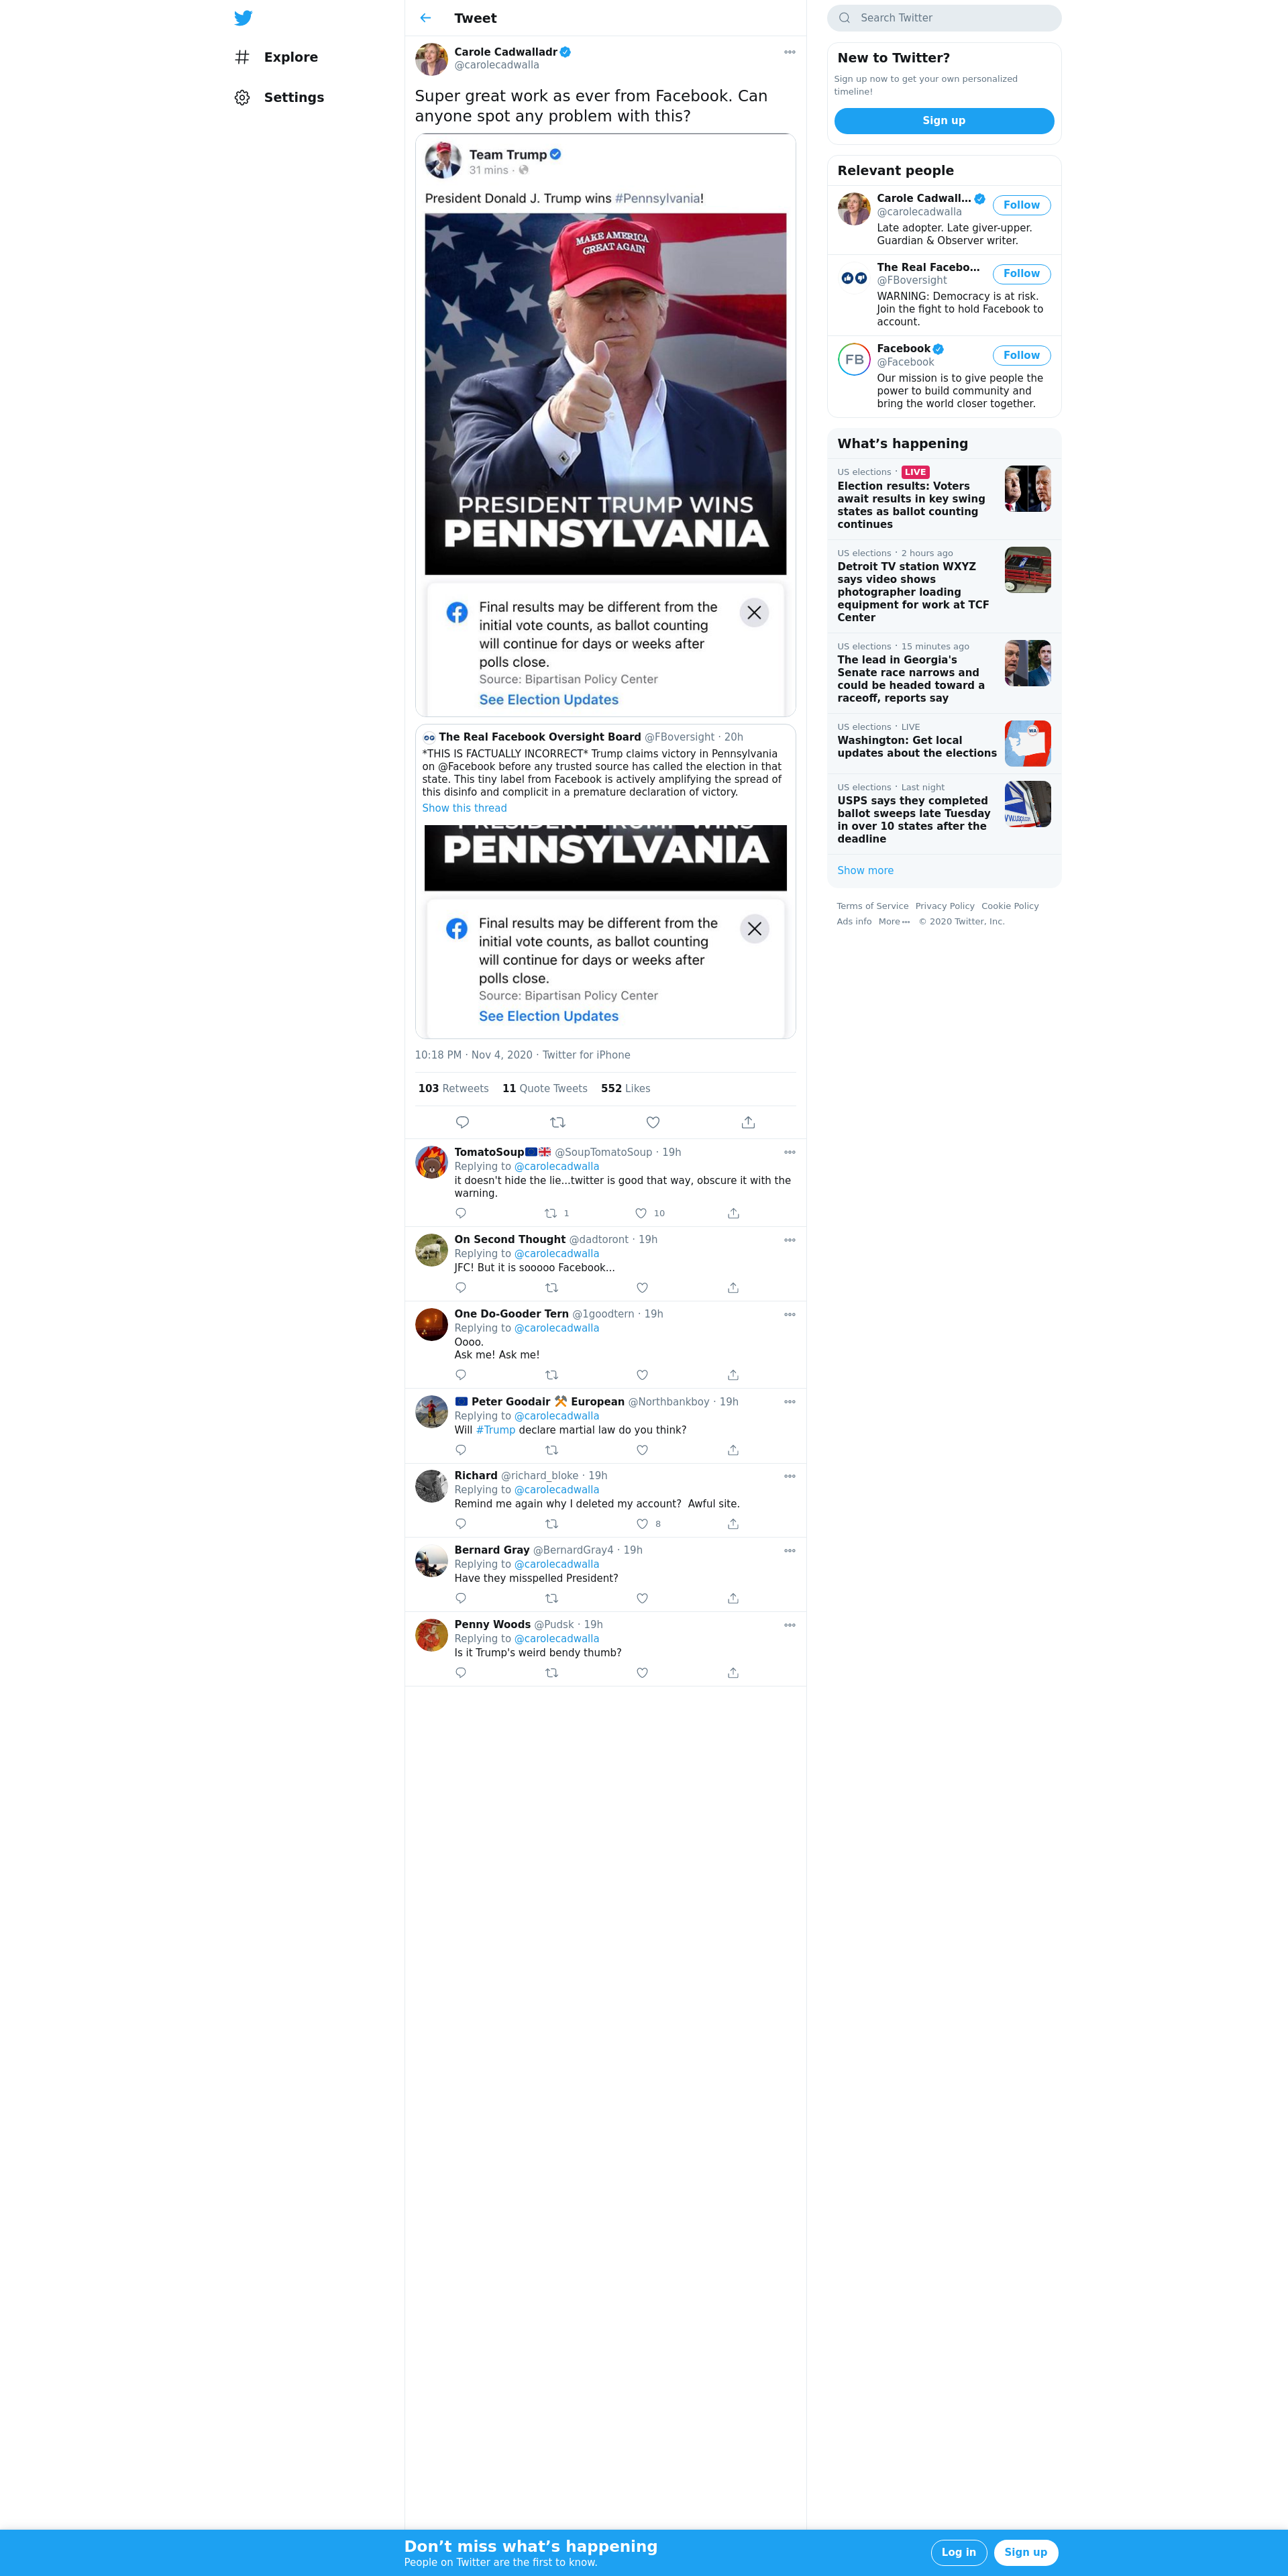 Explore
Settings
Tweet
Carole Cadwalladr
@carolecadwalla
Super great work as ever from Facebook. Can
anyone spot any problem with this?
Team Trump
31 mins ·
President Donald J. Trump wins #Pennsylvania!
MAKE AMERICA
GREAT AGAIN
PRESIDENT TRUMP WINS
PENNSYLVANIA
Final results may be different from the
initial vote counts, as ballot counting
will continue for days or weeks after
polls close.
Source: Bipartisan Policy Center
See Election Updates
The Real Facebook Oversight Board @FBoversight · 20h
*THIS IS FACTUALLY INCORRECT* Trump claims victory in Pennsylvania
on @Facebook before any trusted source has called the election in that
state. This tiny label from Facebook is actively amplifying the spread of
this disinfo and complicit in a premature declaration of victory.
Show this thread
PRESIDENT TRUMP WINS
PENNSYLVANIA
Final results may be different from the
initial vote counts, as ballot counting
will continue for days or weeks after
polls close.
Source: Bipartisan Policy Center
See Election Updates
10:18 PM · Nov 4, 2020 · Twitter for iPhone
103 Retweets 11 Quote Tweets 552 Likes
TomatoSoup🇪🇺🇬🇧 @SoupTomatoSoup · 19h
Replying to @carolecadwalla
it doesn't hide the lie...twitter is good that way, obscure it with the
warning.
1 10
On Second Thought @dadtoront · 19h
Replying to @carolecadwalla
JFC! But it is sooooo Facebook...
One Do-Gooder Tern @1goodtern · 19h
Replying to @carolecadwalla
Oooo.
Ask me! Ask me!
🇪🇺 Peter Goodair ⚒️ European @Northbankboy · 19h
Replying to @carolecadwalla
Will #Trump declare martial law do you think?
Richard @richard_bloke · 19h
Replying to @carolecadwalla
Remind me again why I deleted my account?  Awful site.
8
Bernard Gray @BernardGray4 · 19h
Replying to @carolecadwalla
Have they misspelled President?
Penny Woods @Pudsk · 19h
Replying to @carolecadwalla
Is it Trump's weird bendy thumb?
Search Twitter
New to Twitter?
Sign up now to get your own personalized
timeline!
Sign up
Relevant people
Carole Cadwall...
@carolecadwalla
Follow
Late adopter. Late giver-upper.
Guardian & Observer writer.
The Real Facebo...
@FBoversight
Follow
WARNING: Democracy is at risk.
Join the fight to hold Facebook to
account.
FB
Facebook
@Facebook
Follow
Our mission is to give people the
power to build community and
bring the world closer together.
What’s happening
US elections · LIVE
Election results: Voters
await results in key swing
states as ballot counting
continues
US elections · 2 hours ago
Detroit TV station WXYZ
says video shows
photographer loading
equipment for work at TCF
Center
US elections · 15 minutes ago
The lead in Georgia's
Senate race narrows and
could be headed toward a
raceoff, reports say
US elections · LIVE
Washington: Get local
updates about the elections
WA
US elections · Last night
USPS says they completed
ballot sweeps late Tuesday
in over 10 states after the
deadline
Show more
Terms of Service Privacy Policy Cookie Policy
Ads info More © 2020 Twitter, Inc.
Don’t miss what’s happening
People on Twitter are the first to know.
Log in
Sign up